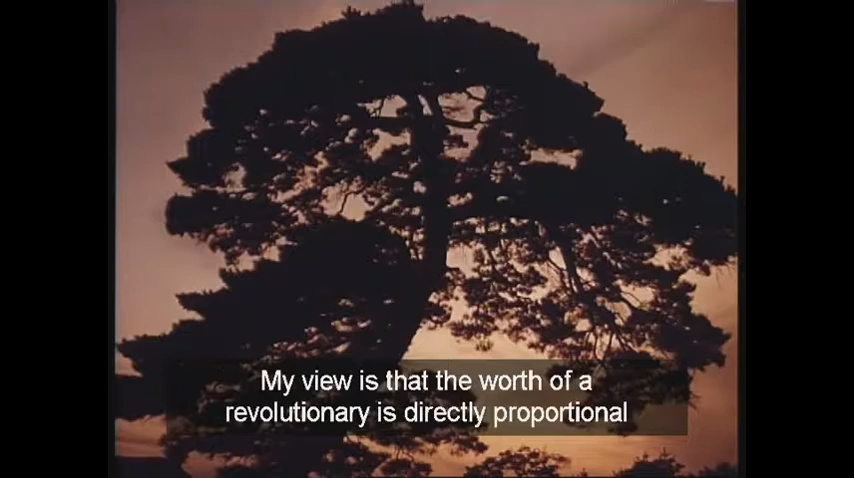 My view is that the worth of a
revolutionary is directly proportional